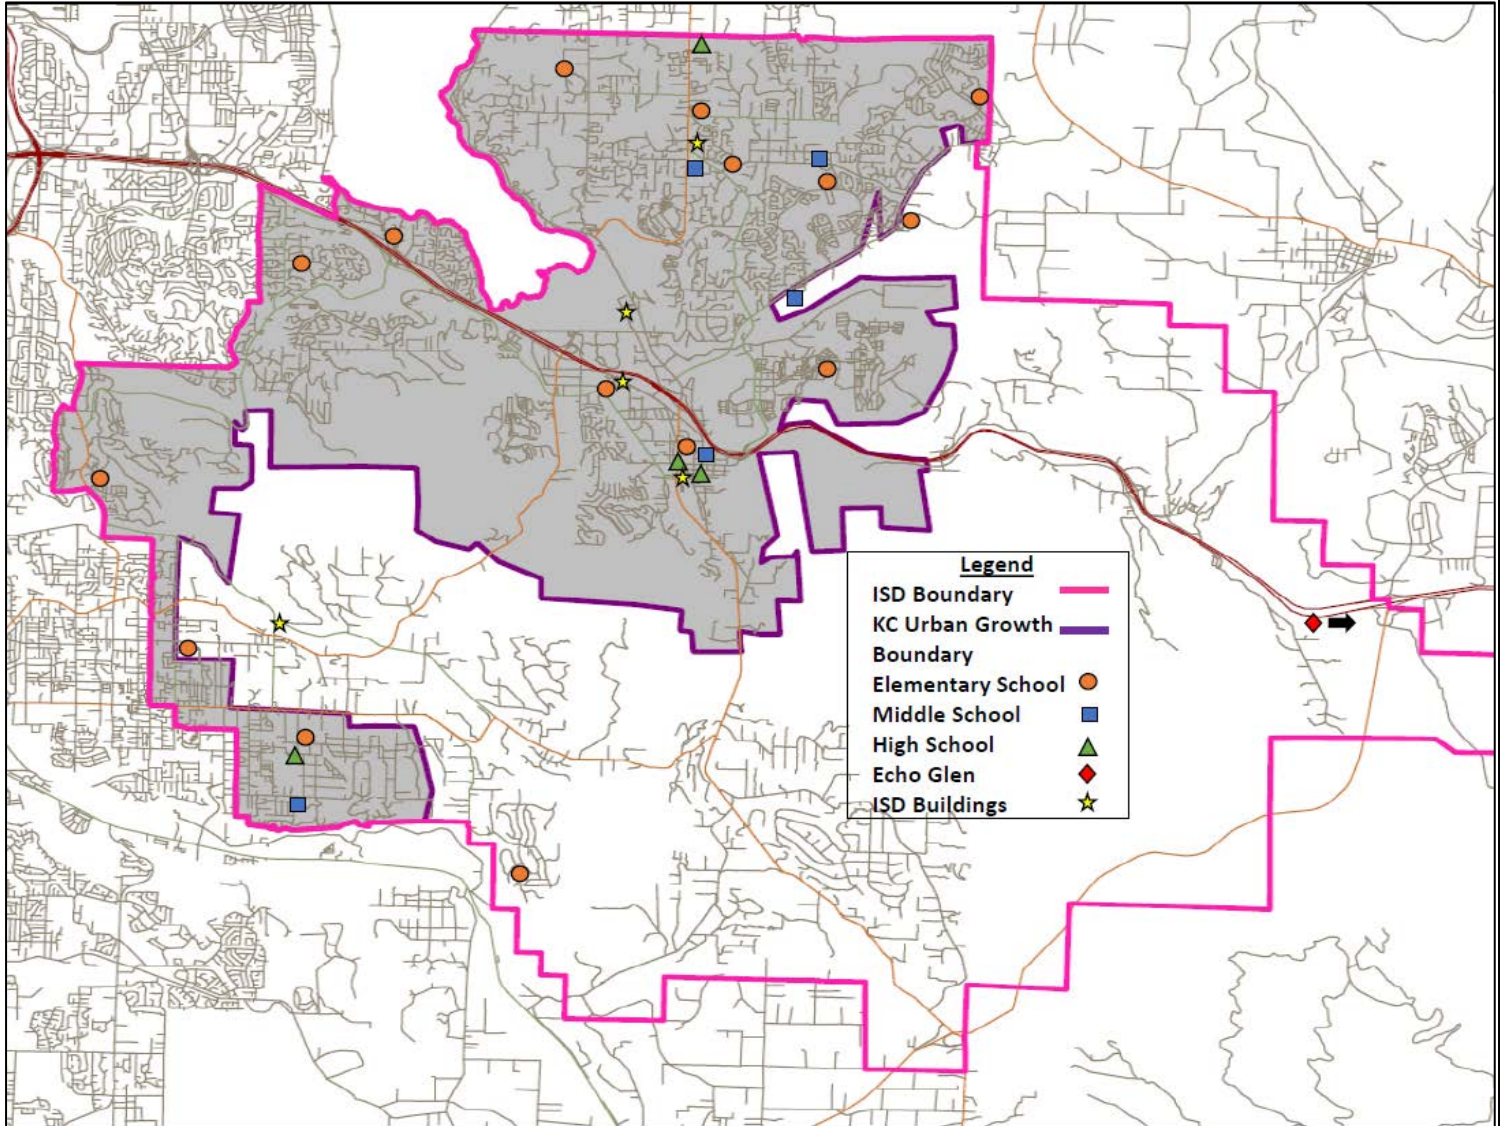 Legend
ISD Boundary
KC Urban Growth
Boundary
Elementary School
Middle School
High School
Echo Glen
ISD Buildings